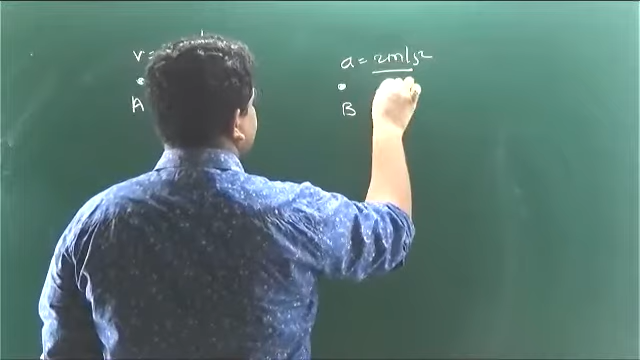 v =
a = 2m/s²
A
B